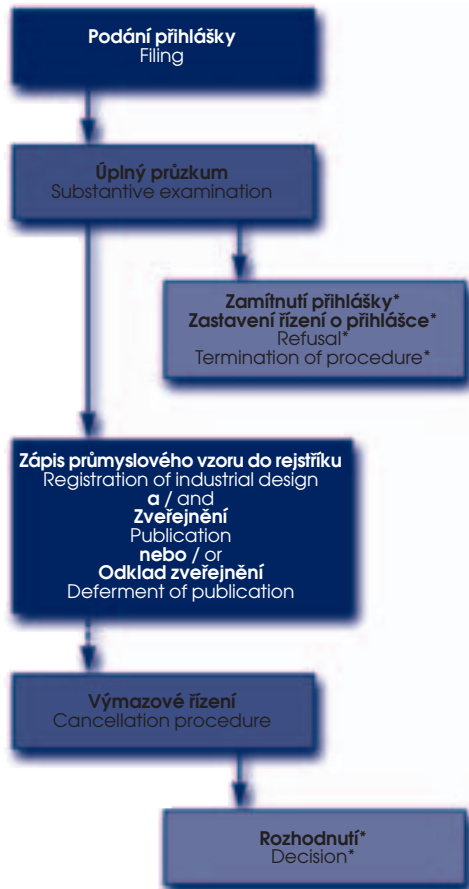 Podání přihlášky
Filing
Úplný průzkum
Substantive examination
Zamítnutí přihlášky*
Zastavení řízení o přihlášce*
Refusal*
Termination of procedure*
Zápis průmyslového vzoru do rejstříku
Registration of industrial design
a / and
Zveřejnění
Publication
nebo / or
Odklad zveřejnění
Deferment of publication
Výmazové řízení
Cancellation procedure
Rozhodnutí*
Decision*